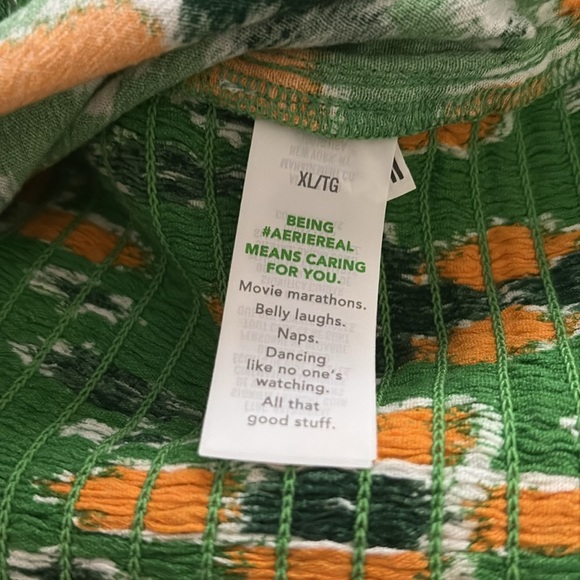 XL/TG
BEING
#AERIEREAL
MEANS CARING
FOR YOU.
Movie marathons.
Belly laughs.
Naps.
Dancing
like no one's
watching.
All that
good stuff.